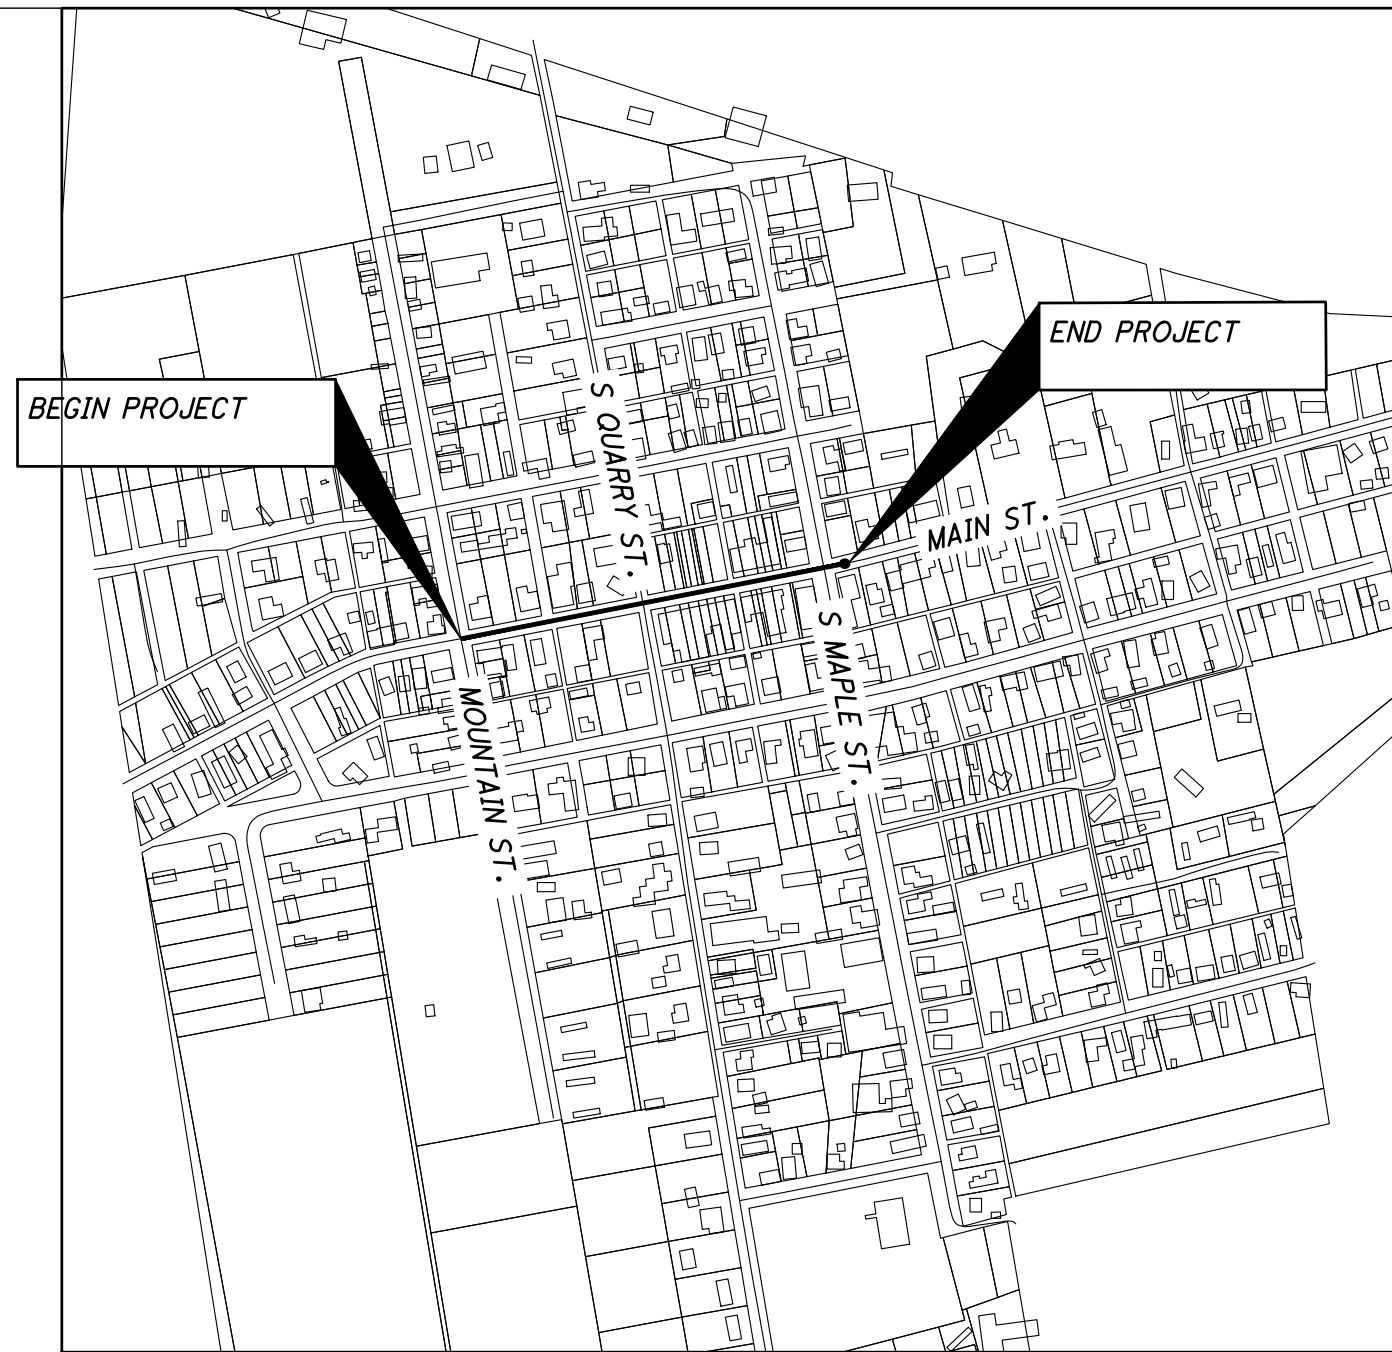 END PROJECT
BEGIN PROJECT
S QUARRY ST.
MAIN ST.
S MAPLE ST.
MOUNTAIN ST.